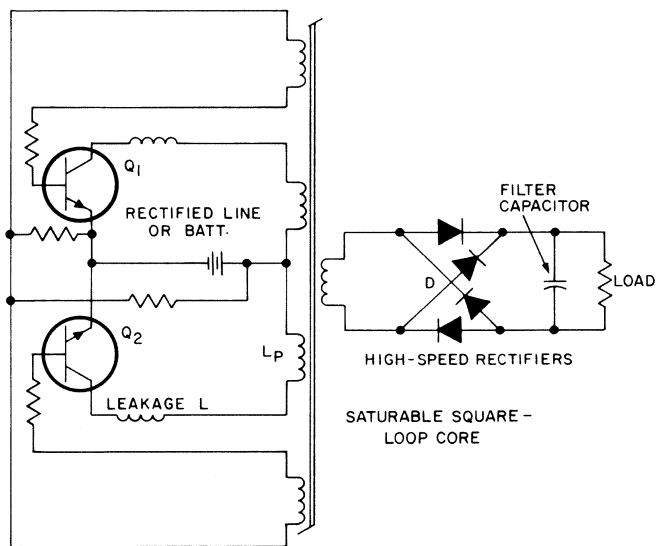 Q1
RECTIFIED LINE
OR BATT.
Q2
LP
LEAKAGE L
FILTER
CAPACITOR
D
LOAD
HIGH-SPEED RECTIFIERS
SATURABLE SQUARE-
LOOP CORE